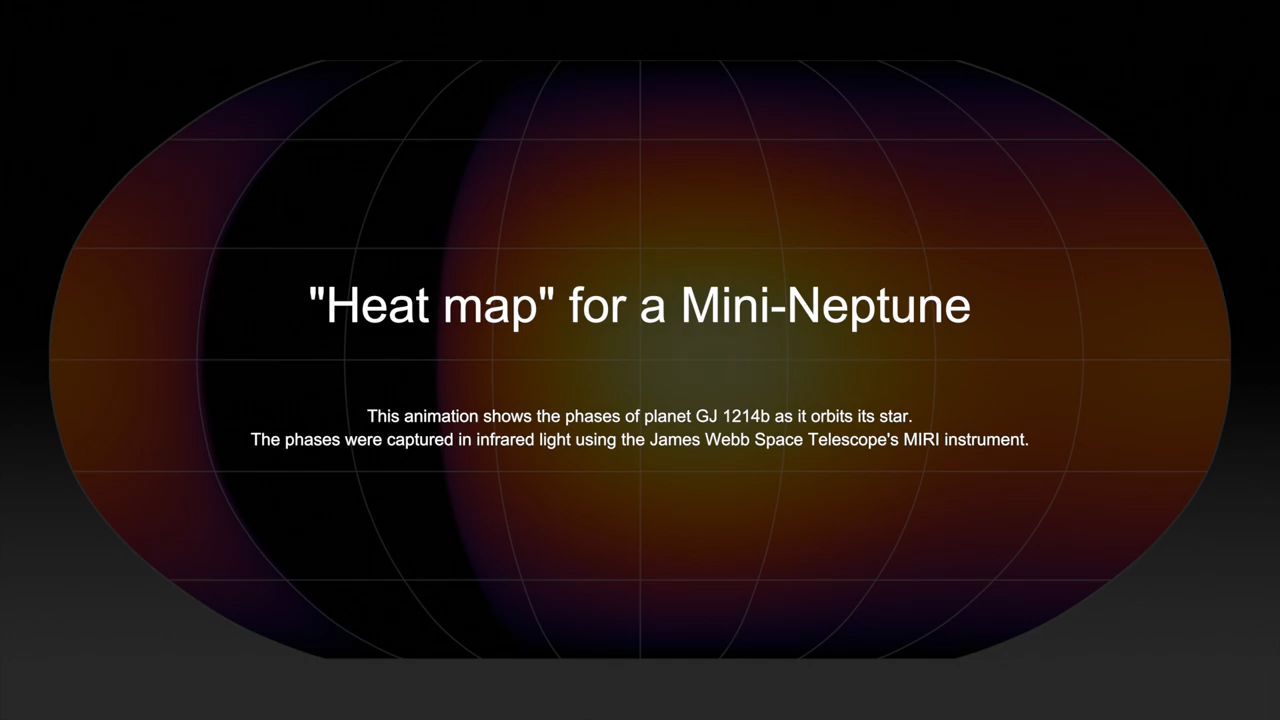 "Heat map" for a Mini-Neptune
This animation shows the phases of planet GJ 1214b as it orbits its star.
The phases were captured in infrared light using the James Webb Space Telescope's MIRI instrument.